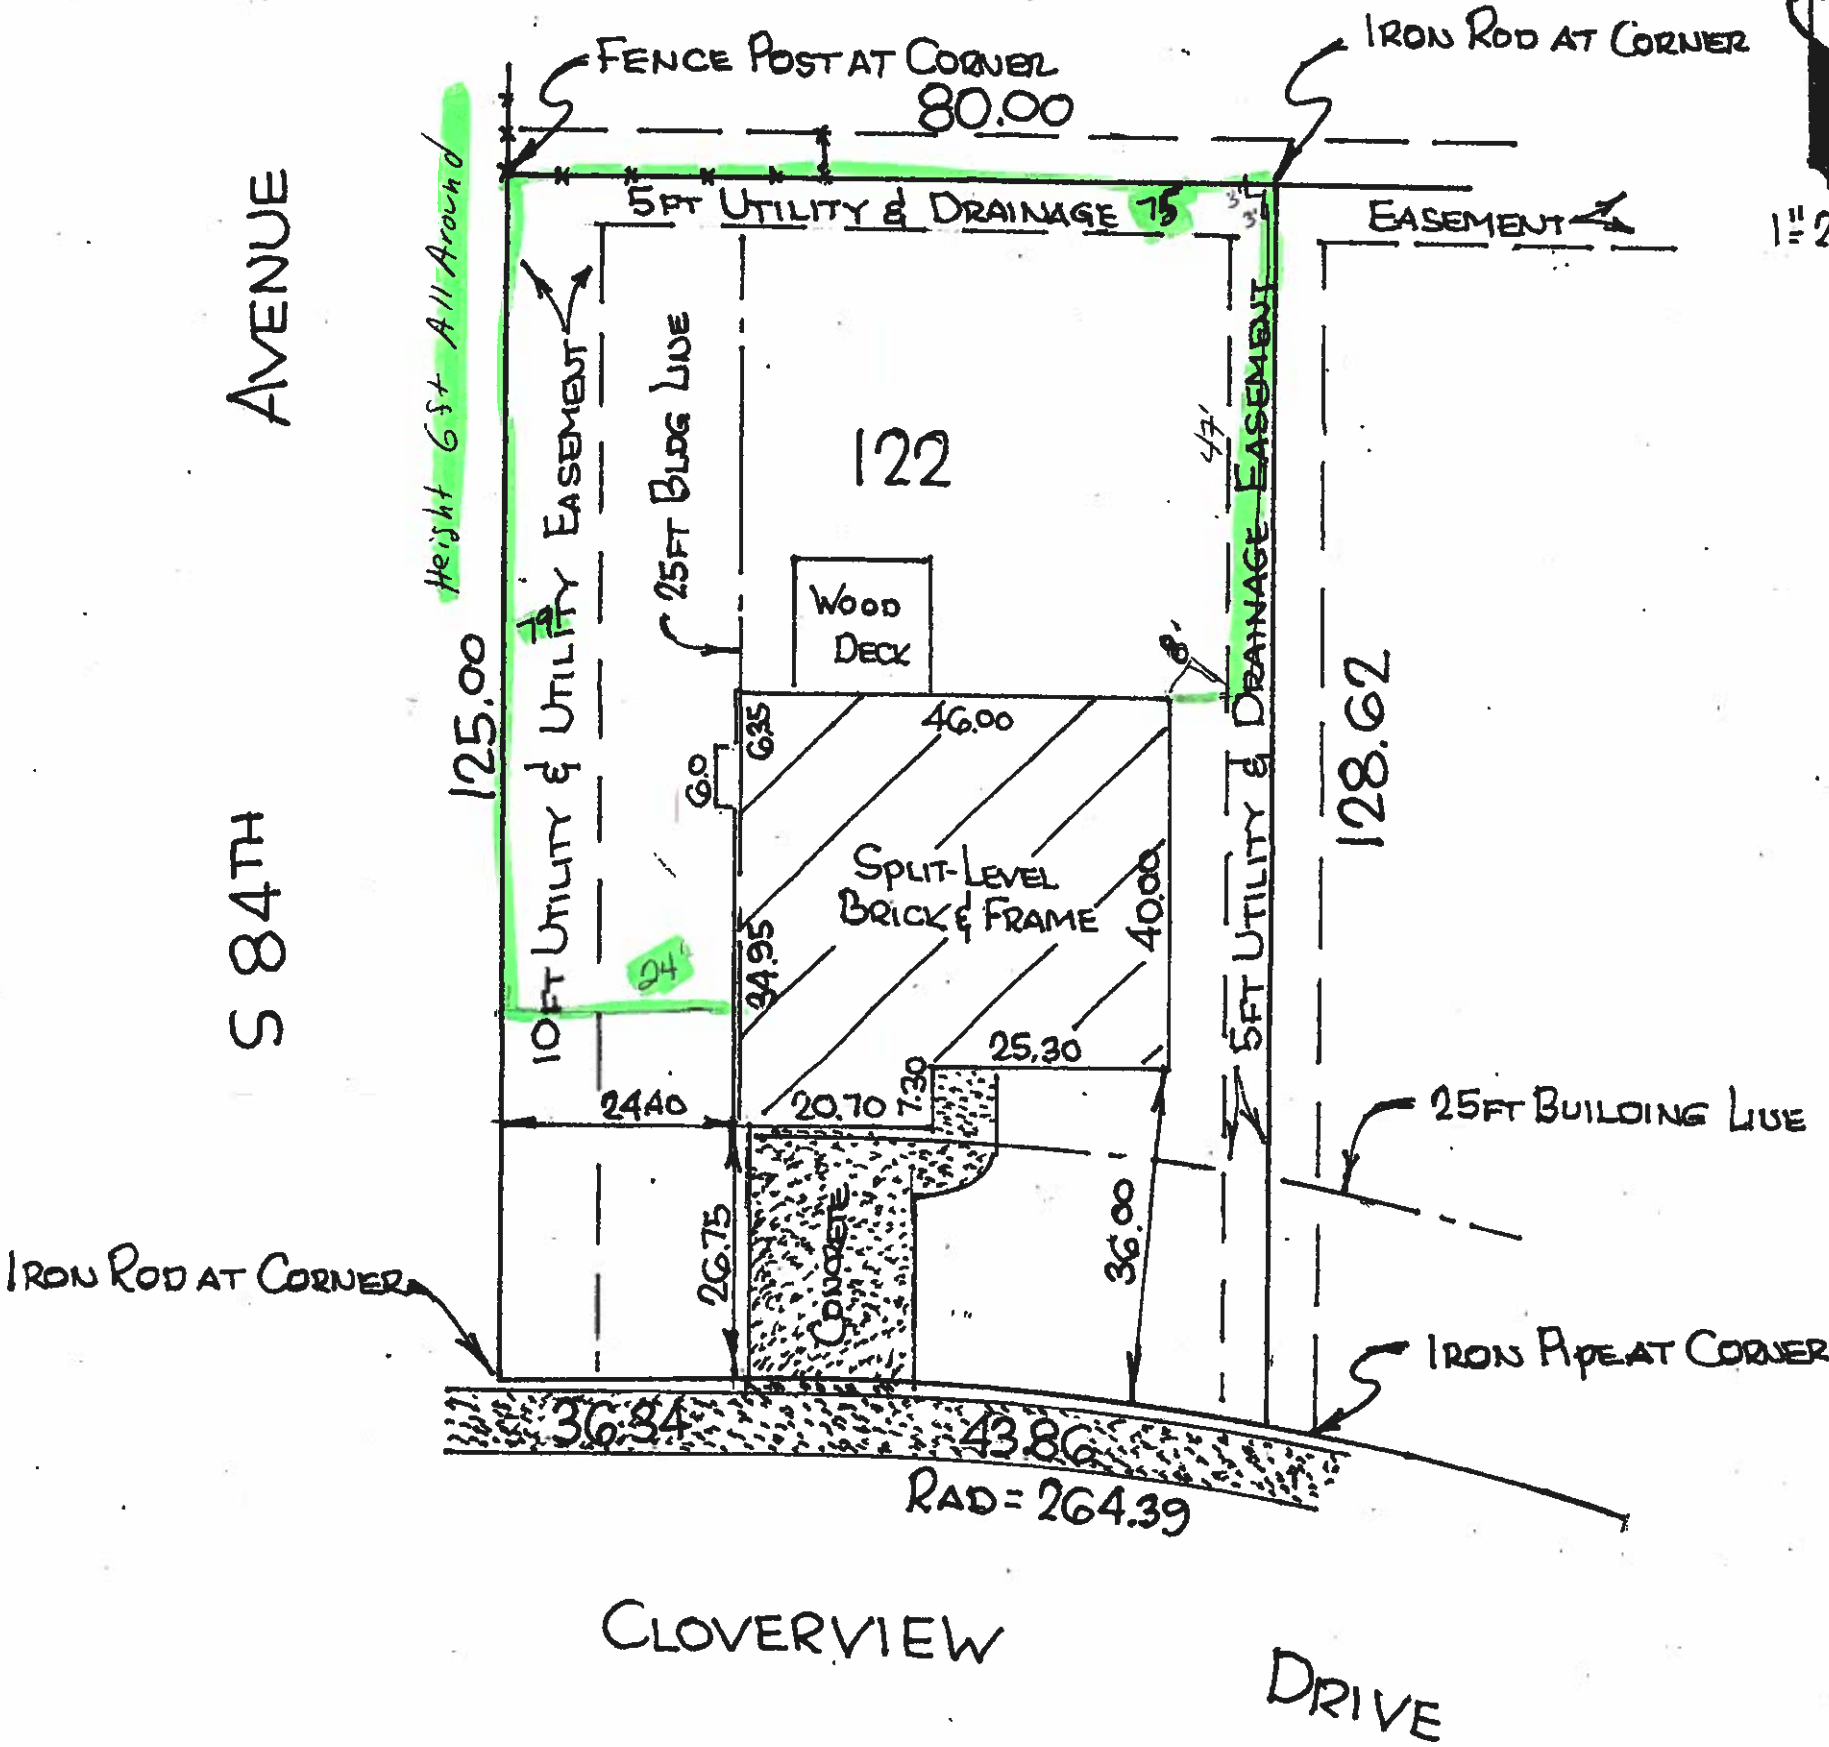 FENCE POST AT CORNER
IRON ROD AT CORNER
80.00
5FT UTILITY & DRAINAGE
75
3'
3'
EASEMENT
AVENUE
S 84TH
Height 6ft All Around
125.00
79
10FT UTILITY & UTILITY EASEMENT
25FT BLDG LINE
122
47'
5FT UTILITY & DRAINAGE EASEMENT
WOOD
DECK
8'
128.62
46.00
6.35
6.0
SPLIT-LEVEL
BRICK & FRAME
40.00
34.95
24'
25.30
7.30
24.40
20.70
25FT BUILDING LINE
26.75
CONCRETE
36.00
IRON ROD AT CORNER
IRON PIPE AT CORNER
36.34
43.86
RAD = 264.39
CLOVERVIEW
DRIVE